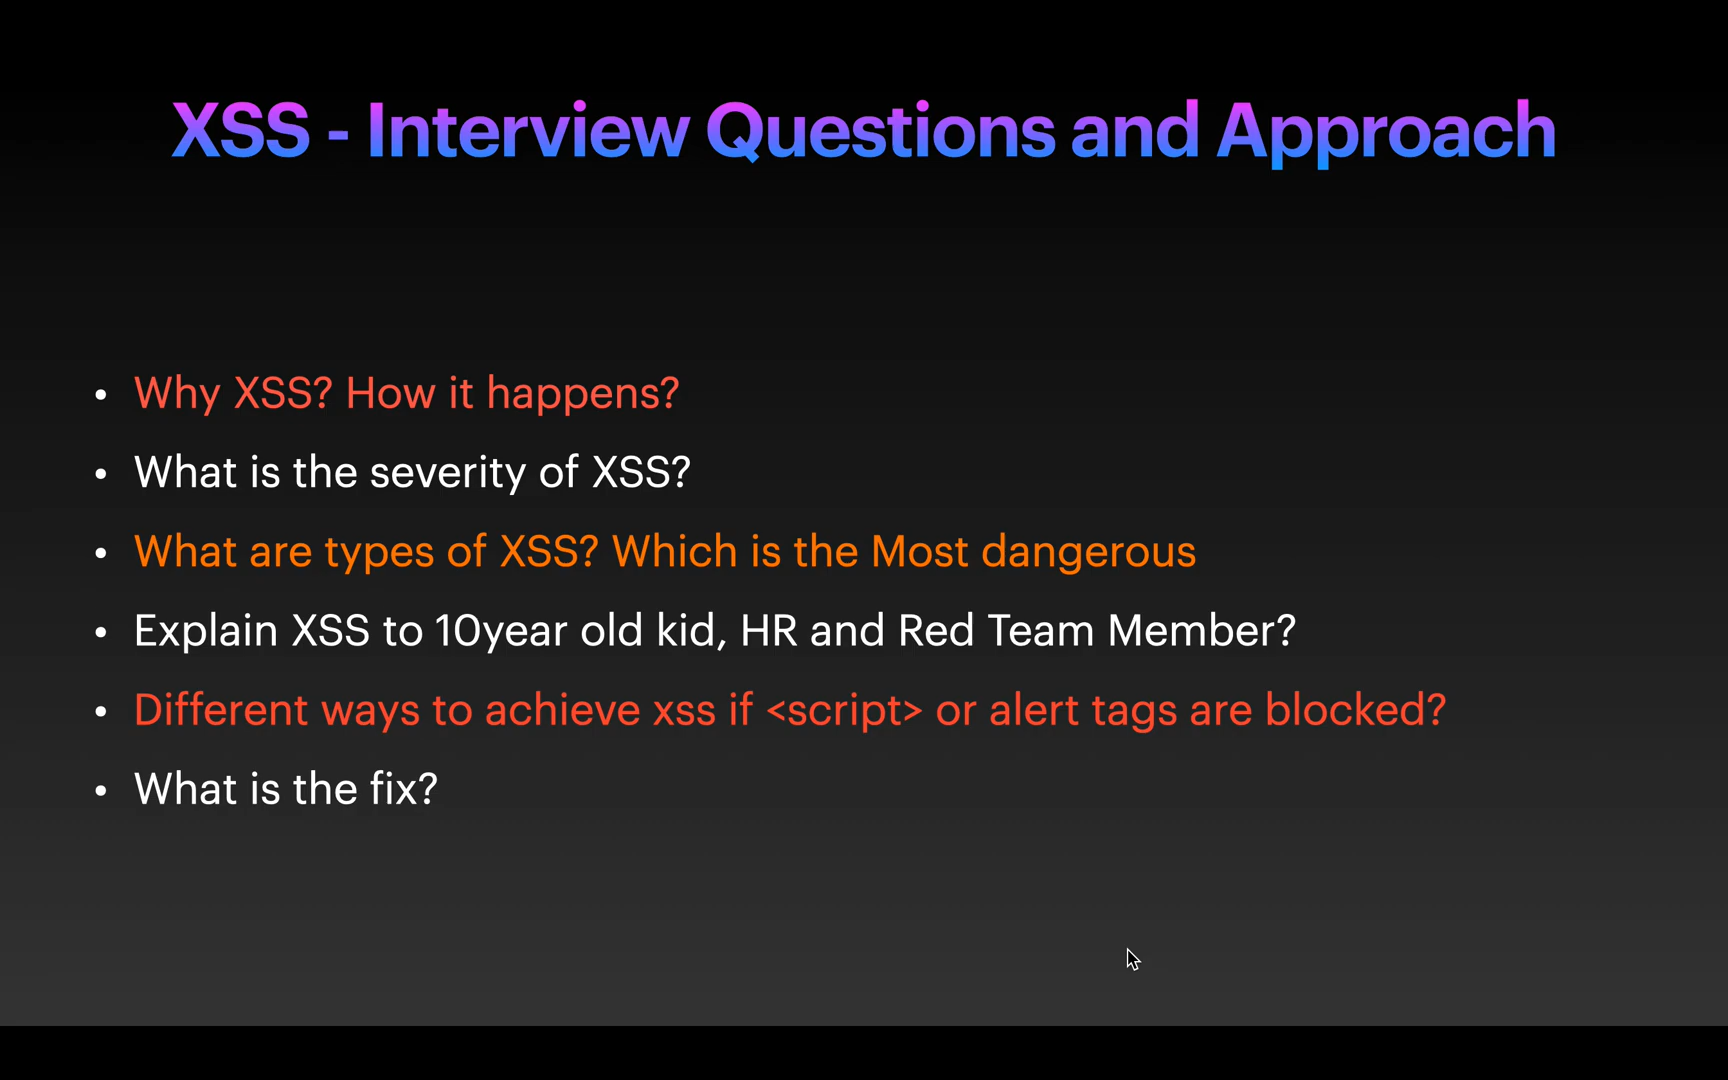 XSS - Interview Questions and Approach
• Why XSS? How it happens?
• What is the severity of XSS?
• What are types of XSS? Which is the Most dangerous
• Explain XSS to 10year old kid, HR and Red Team Member?
• Different ways to achieve xss if <script> or alert tags are blocked?
• What is the fix?